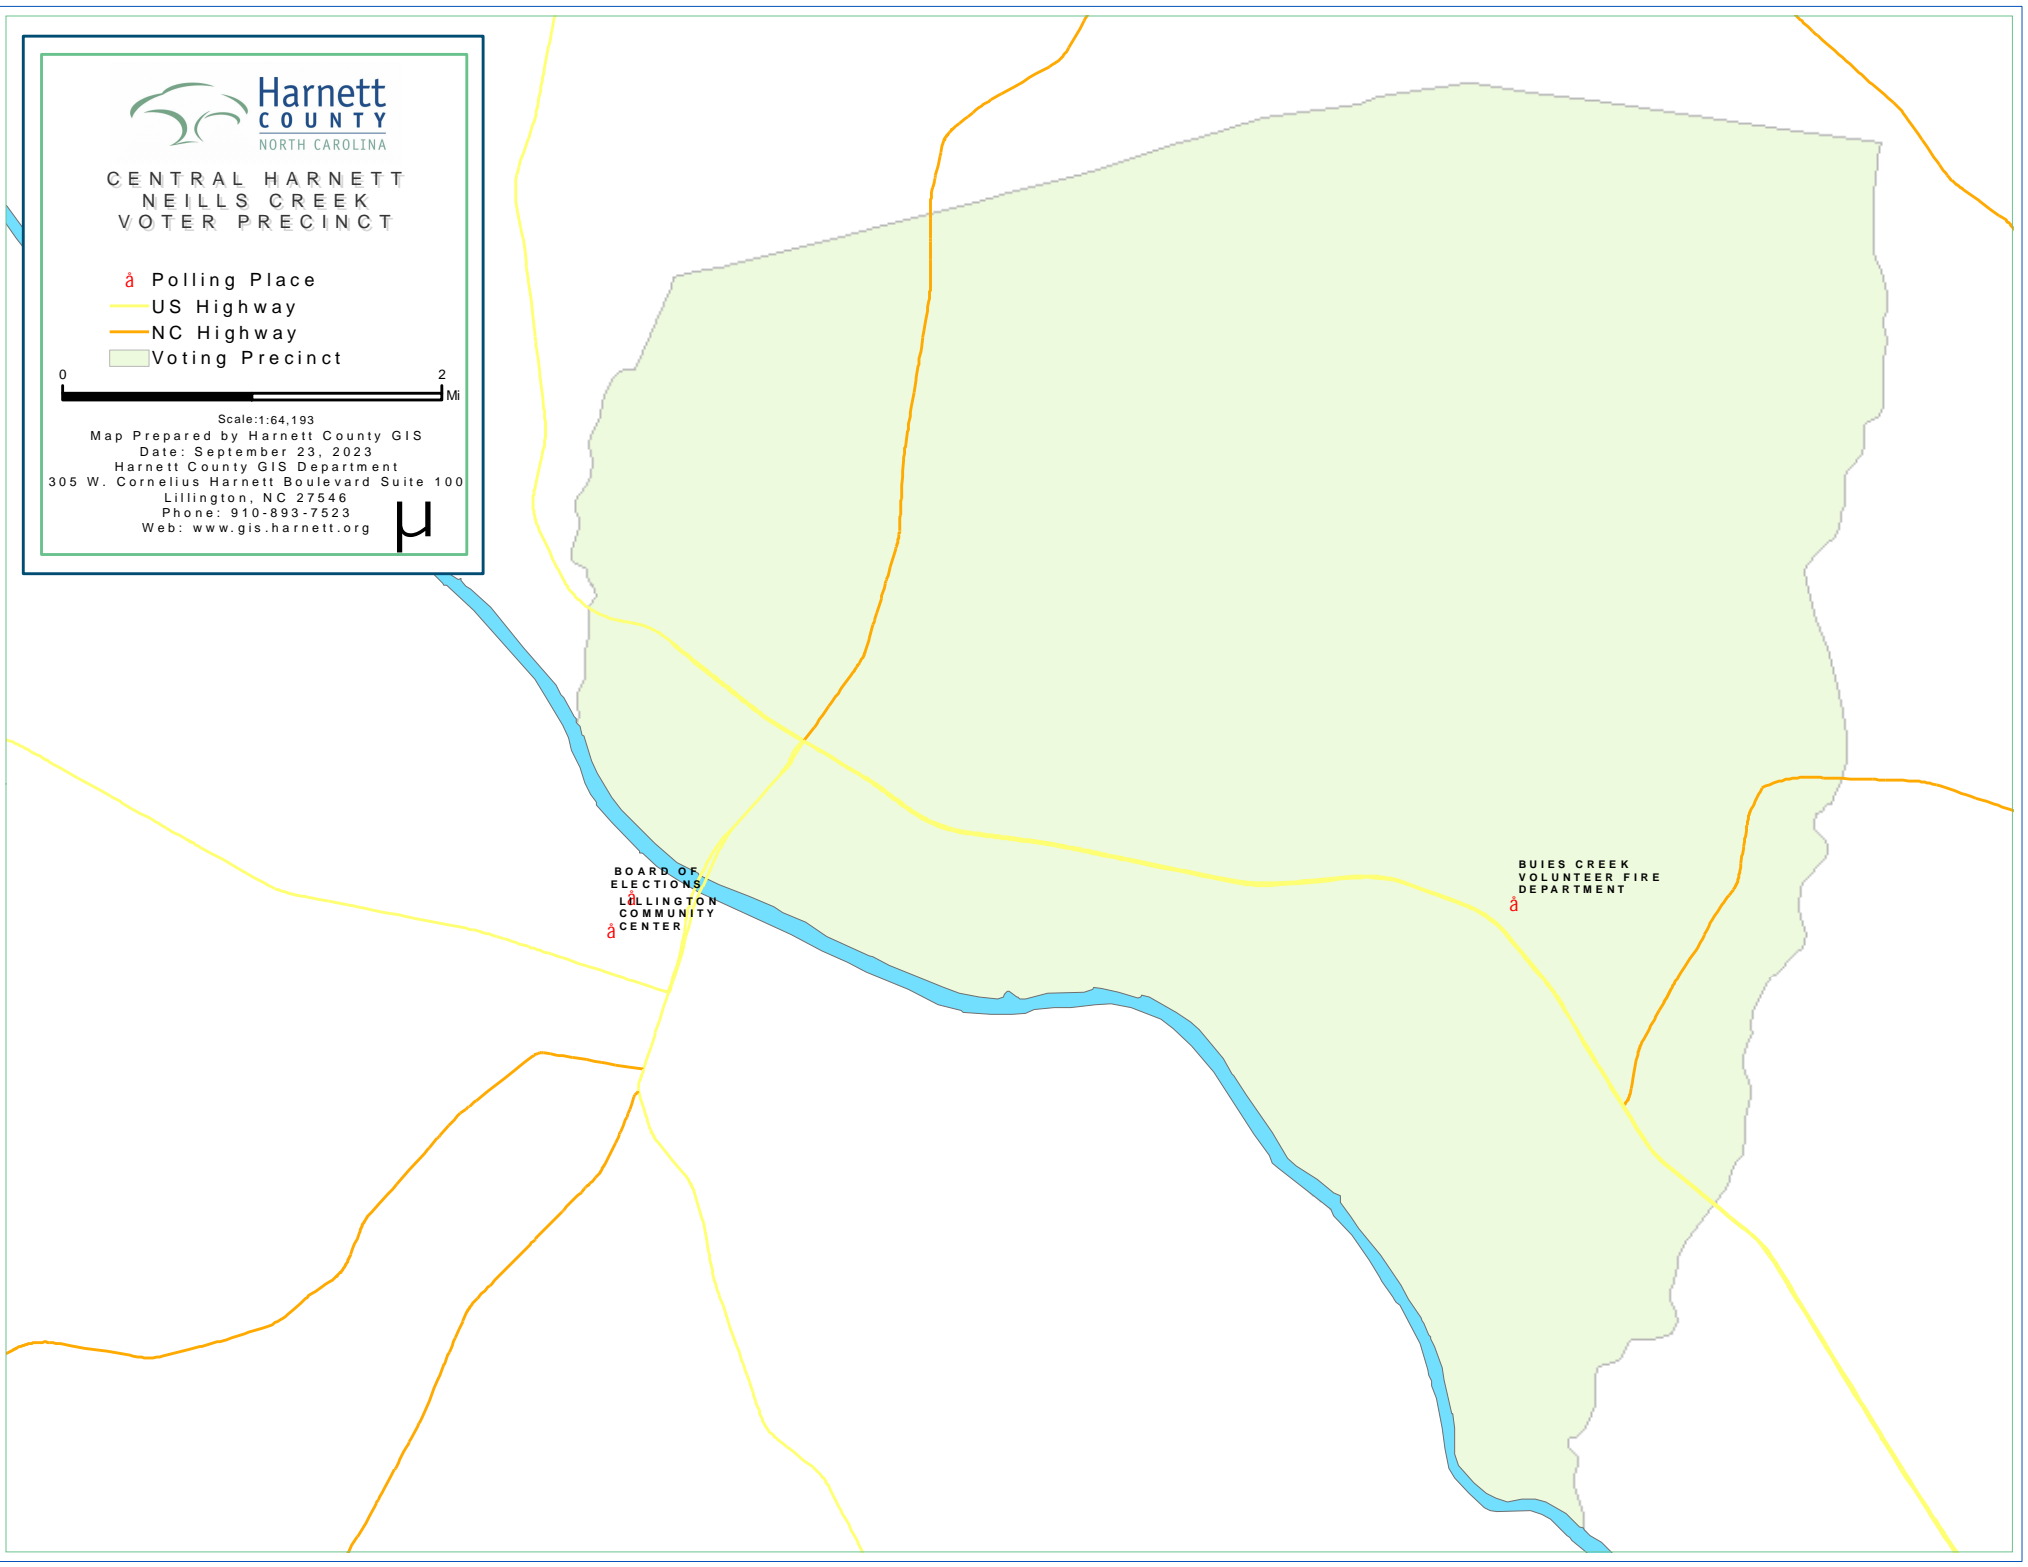 Harnett
COUNTY
NORTH CAROLINA
CENTRAL HARNETT
NEILLS CREEK
VOTER PRECINCT
å Polling Place
US Highway
NC Highway
Voting Precinct
0 2
Mi
Scale:1:64,193
Map Prepared by Harnett County GIS
Date: September 23, 2023
Harnett County GIS Department
305 W. Cornelius Harnett Boulevard Suite 100
Lillington, NC 27546
Phone: 910-893-7523
Web: www.gis.harnett.org
µ
BOARD OF
ELECTIONS
å
LILLINGTON
COMMUNITY
å CENTER
BUIES CREEK
VOLUNTEER FIRE
DEPARTMENT
å